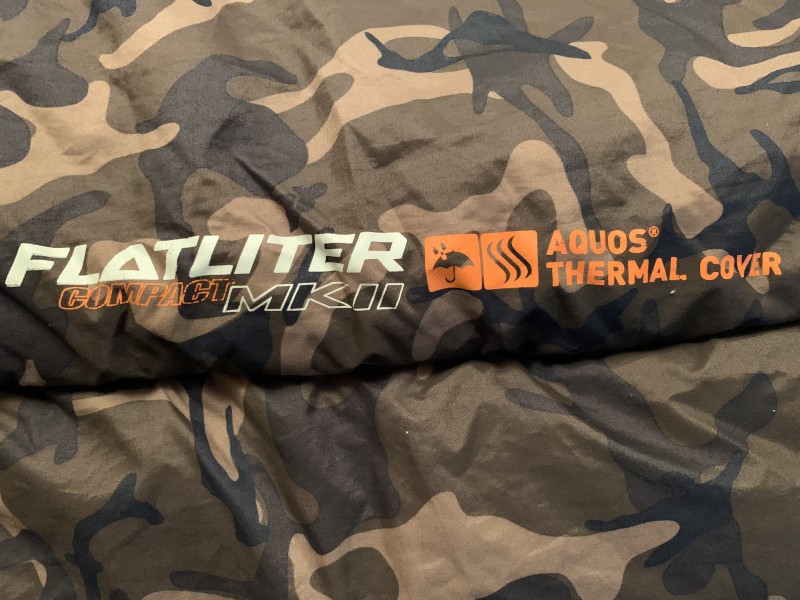 FLATLITER
COMPACT MKII
AQUOS®
THERMAL COVER